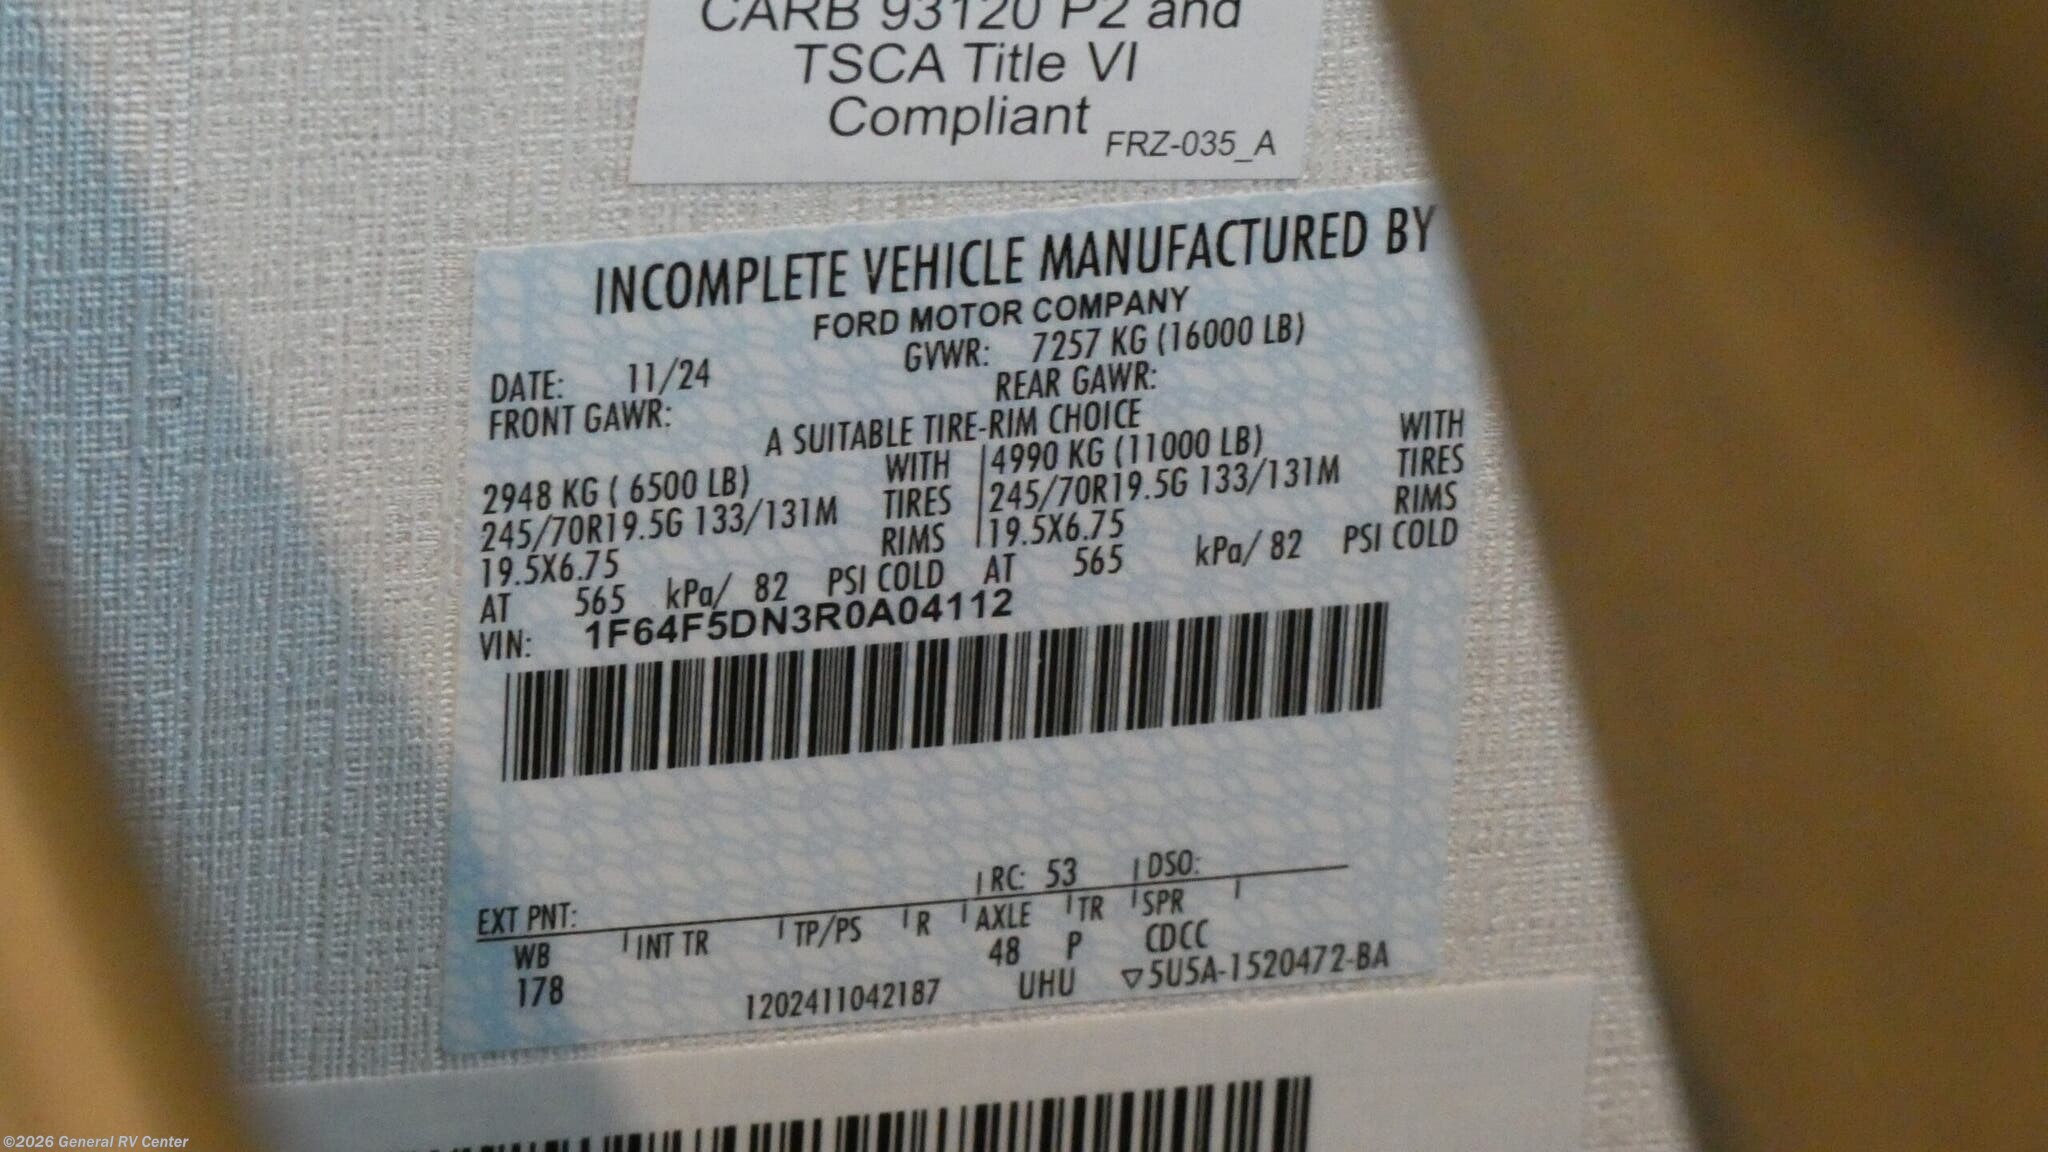 CARB 93120 P2 and
TSCA Title VI
Compliant
FRZ-035_A
INCOMPLETE VEHICLE MANUFACTURED BY
FORD MOTOR COMPANY
DATE: 11/24 GVWR: 7257 KG (16000 LB)
FRONT GAWR: REAR GAWR:
A SUITABLE TIRE-RIM CHOICE
2948 KG ( 6500 LB) WITH 4990 KG (11000 LB) WITH
245/70R19.5G 133/131M TIRES 245/70R19.5G 133/131M TIRES
19.5X6.75 RIMS 19.5X6.75 RIMS
AT 565 kPa/ 82 PSI COLD AT 565 kPa/ 82 PSI COLD
VIN: 1F64F5DN3R0A04112
EXT PNT: RC: 53 DSO:
WB INT TR TP/PS R AXLE TR SPR
178 48 P CDCC
1202411042187 UHU ▽5U5A-1520472-BA
©2026 General RV Center